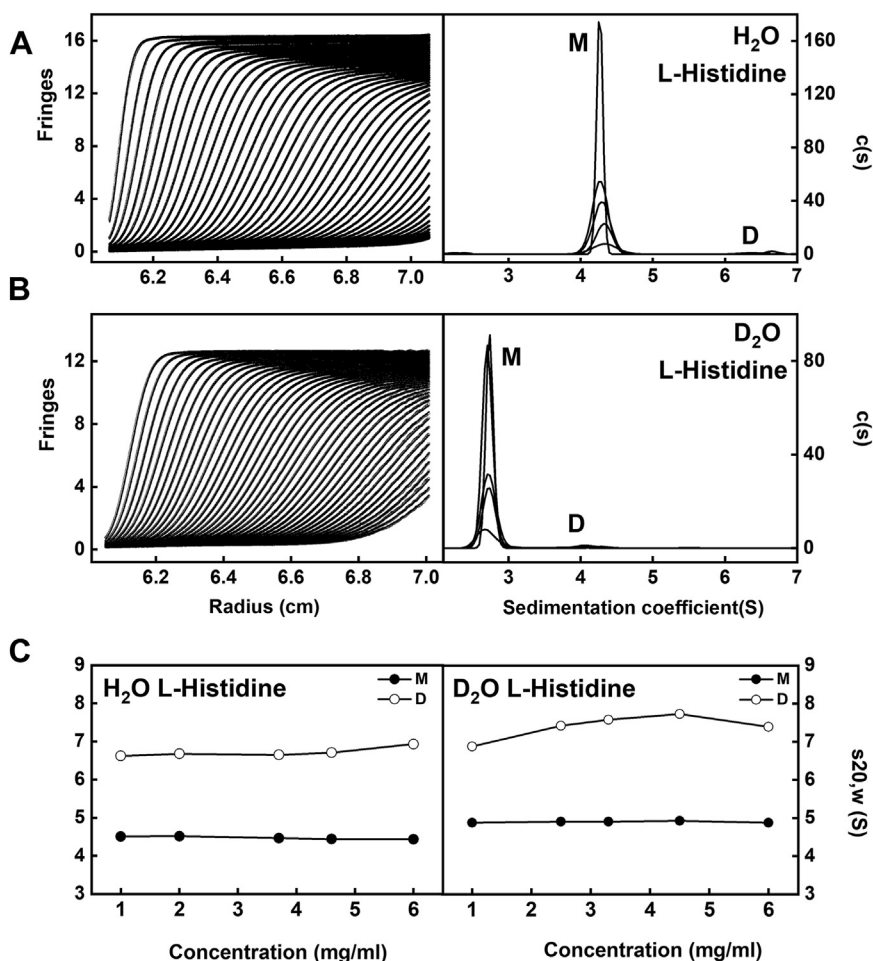 A
Fringes
16
12
8
4
0
6.2
6.4
6.6
6.8
7.0
M
H2O
L-Histidine
D
160
120
80
40
0
c(s)
3
4
5
6
7
B
Fringes
12
8
4
0
6.2
6.4
6.6
6.8
7.0
Radius (cm)
M
D2O
L-Histidine
D
80
40
0
c(s)
3
4
5
6
7
Sedimentation coefficient(S)
C
9
8
7
6
5
4
3
H2O L-Histidine
M
D
1
2
3
4
5
6
Concentration (mg/ml)
D2O L-Histidine
M
D
9
8
7
6
5
4
3
s20,w (S)
1
2
3
4
5
6
Concentration (mg/ml)